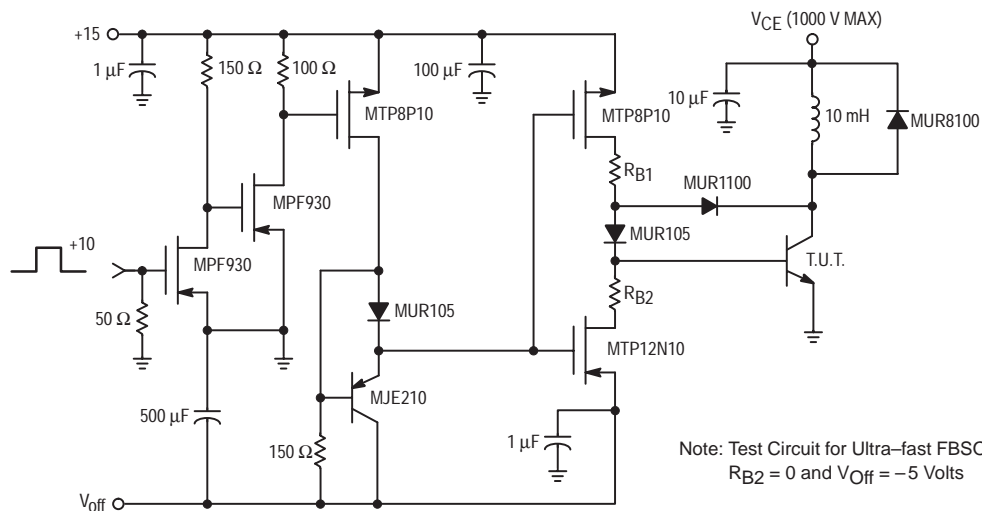 V_CE (1000 V MAX)
+15
1 µF
150 Ω
100 Ω
MTP8P10
100 µF
MTP8P10
10 µF
10 mH
MUR8100
R_B1
MUR1100
MPF930
MUR105
+10
MPF930
T.U.T.
R_B2
50 Ω
MUR105
MTP12N10
MJE210
500 µF
150 Ω
1 µF
V_off
Note: Test Circuit for Ultra–fast FBSO
R_B2 = 0 and V_Off = –5 Volts